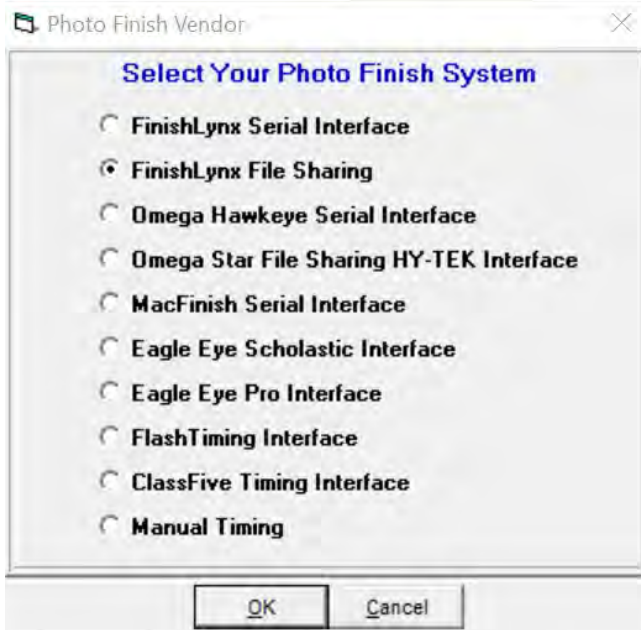 Photo Finish Vendor
Select Your Photo Finish System
FinishLynx Serial Interface
FinishLynx File Sharing
Omega Hawkeye Serial Interface
Omega Star File Sharing HY-TEK Interface
MacFinish Serial Interface
Eagle Eye Scholastic Interface
Eagle Eye Pro Interface
FlashTiming Interface
ClassFive Timing Interface
Manual Timing
OK Cancel